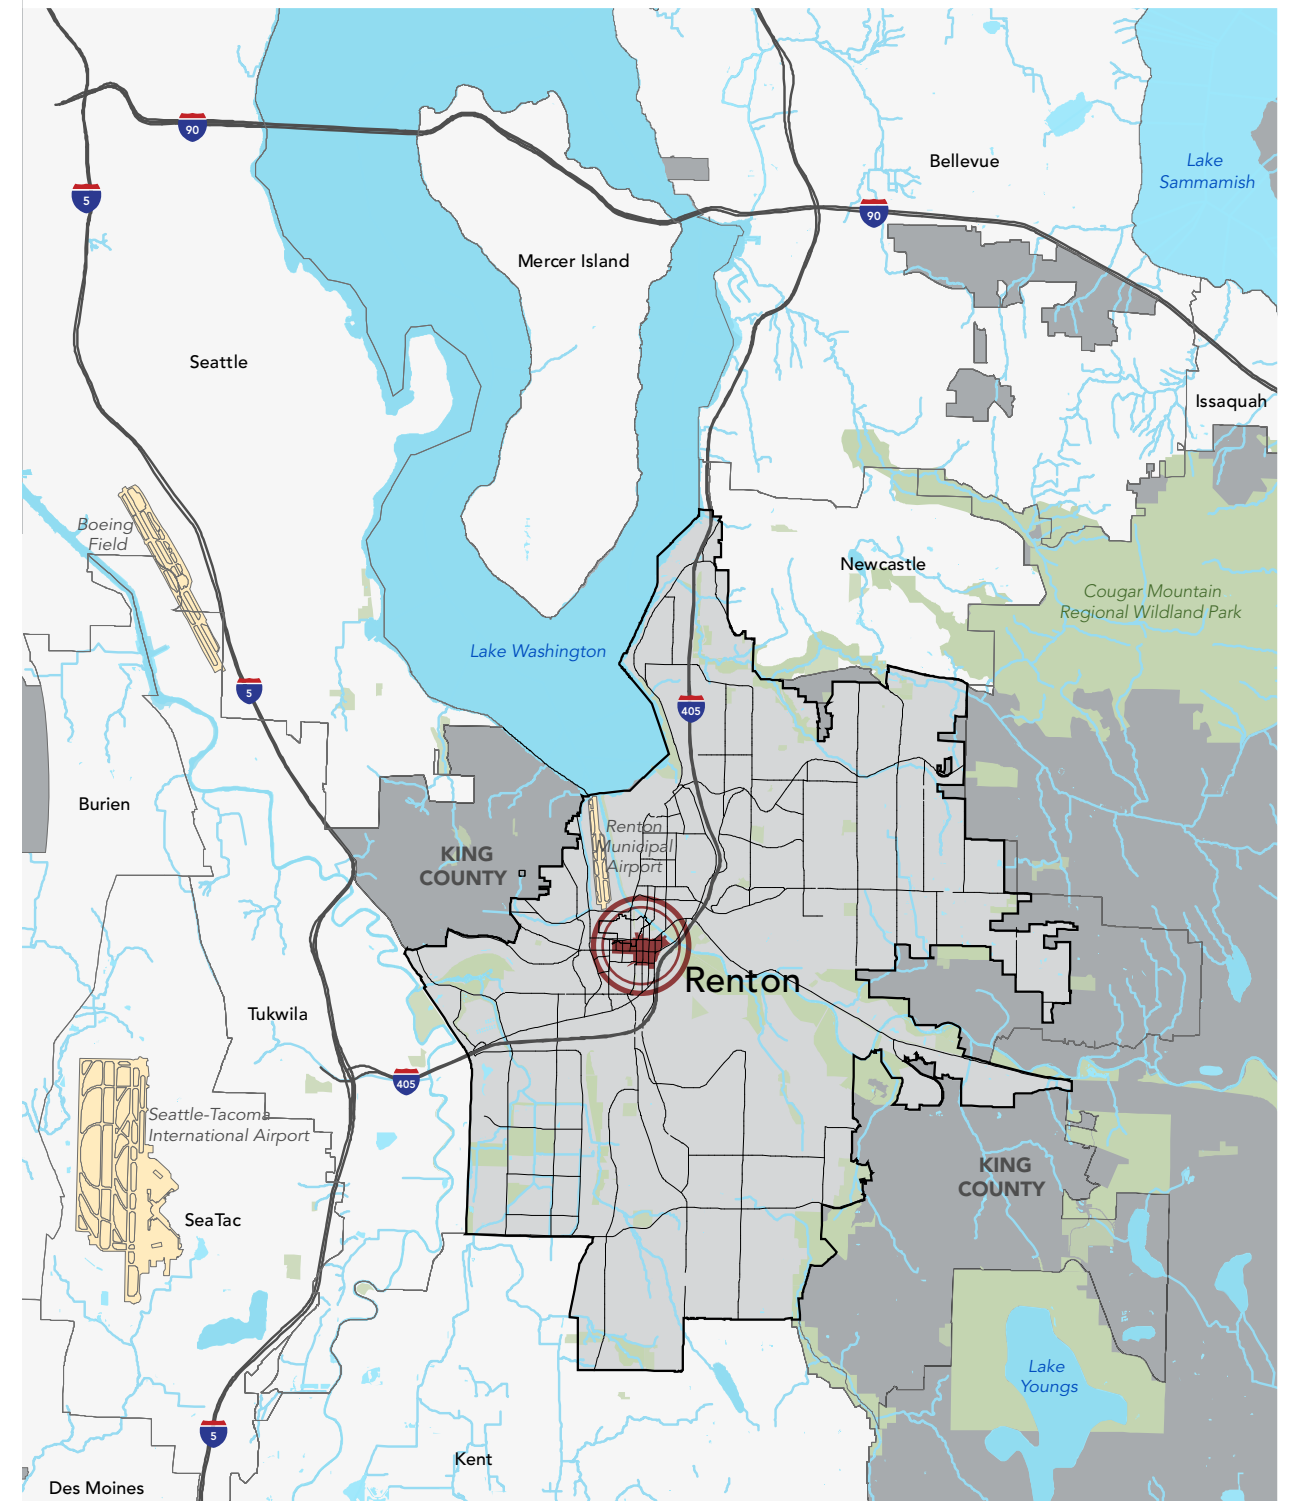 90
5
Bellevue
Lake
Sammamish
90
Mercer Island
Seattle
Issaquah
Boeing
Field
Newcastle
Cougar Mountain
Regional Wildland Park
Lake Washington
5
405
Burien
Renton
Municipal
Airport
KING
COUNTY
Renton
Tukwila
405
Seattle-Tacoma
International Airport
KING
COUNTY
SeaTac
Lake
Youngs
5
Kent
Des Moines